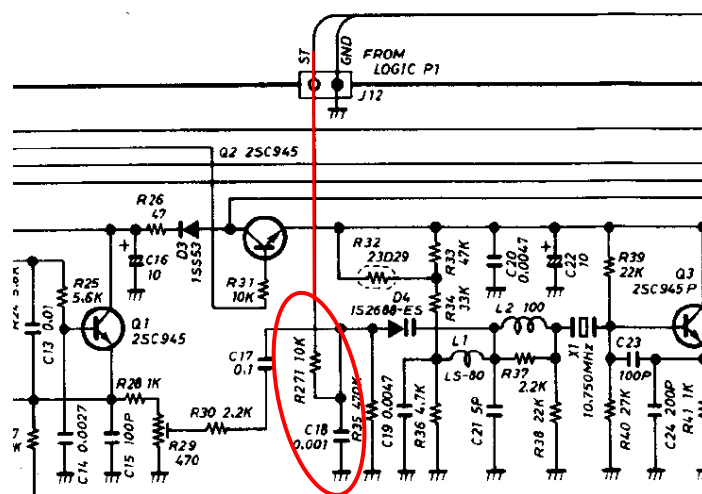 ST
GND
FROM
LOGIC P1
J12
Q2 2SC945
R26
47
C16
10
D3
1SS53
R31
10K
R32
23D29
R33
47K
C20
0.0047
C22
10
R39
22K
Q3
2SC945 P
R24 5.6K
C13 0.01
R25
5.6K
Q1
2SC945
R34
33K
D4
1S2688-ES
L2 100
L1
LS-80
X1
10.750MHz
C23
100P
C17
0.1
R271 10K
R28 1K
R30 2.2K
R29
470
C14 0.0027
C15 100P
C18
0.001
R35 470K
C19 0.0047
R36 4.7K
C21 5P
R37
2.2K
R38 22K
R40 27K
C24 200P
R41 1K
7